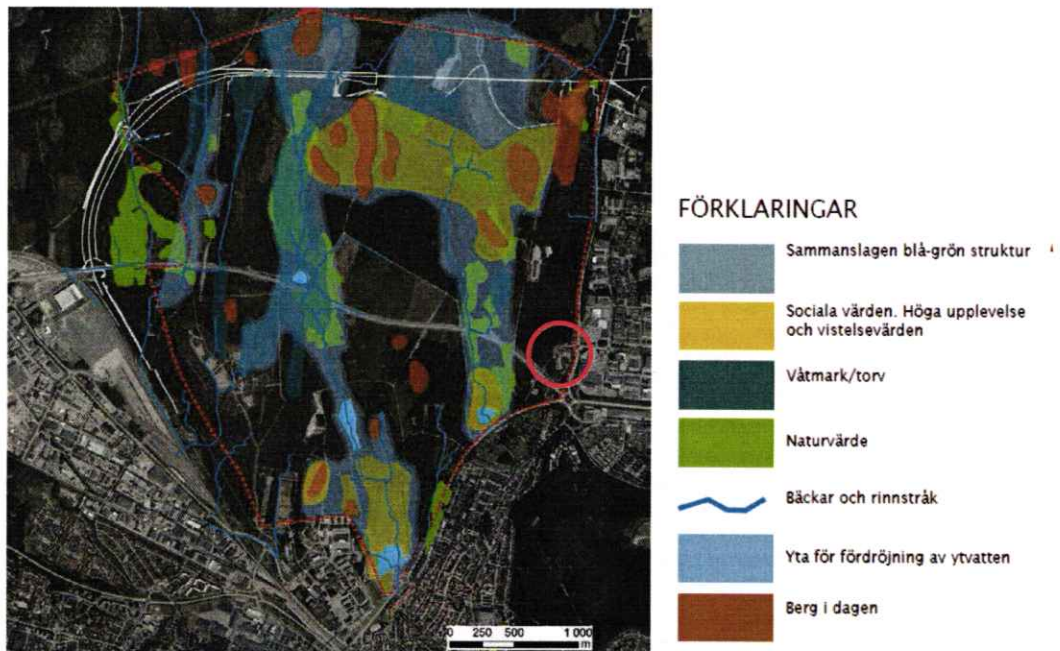 FÖRKLARINGAR
Sammanslagen blå-grön struktur
Sociala värden. Höga upplevelse
och vistelsevärden
Våtmark/torv
Naturvärde
Bäckar och rinnstråk
Yta för fördröjning av ytvatten
Berg i dagen
0 250 500 1 000
m